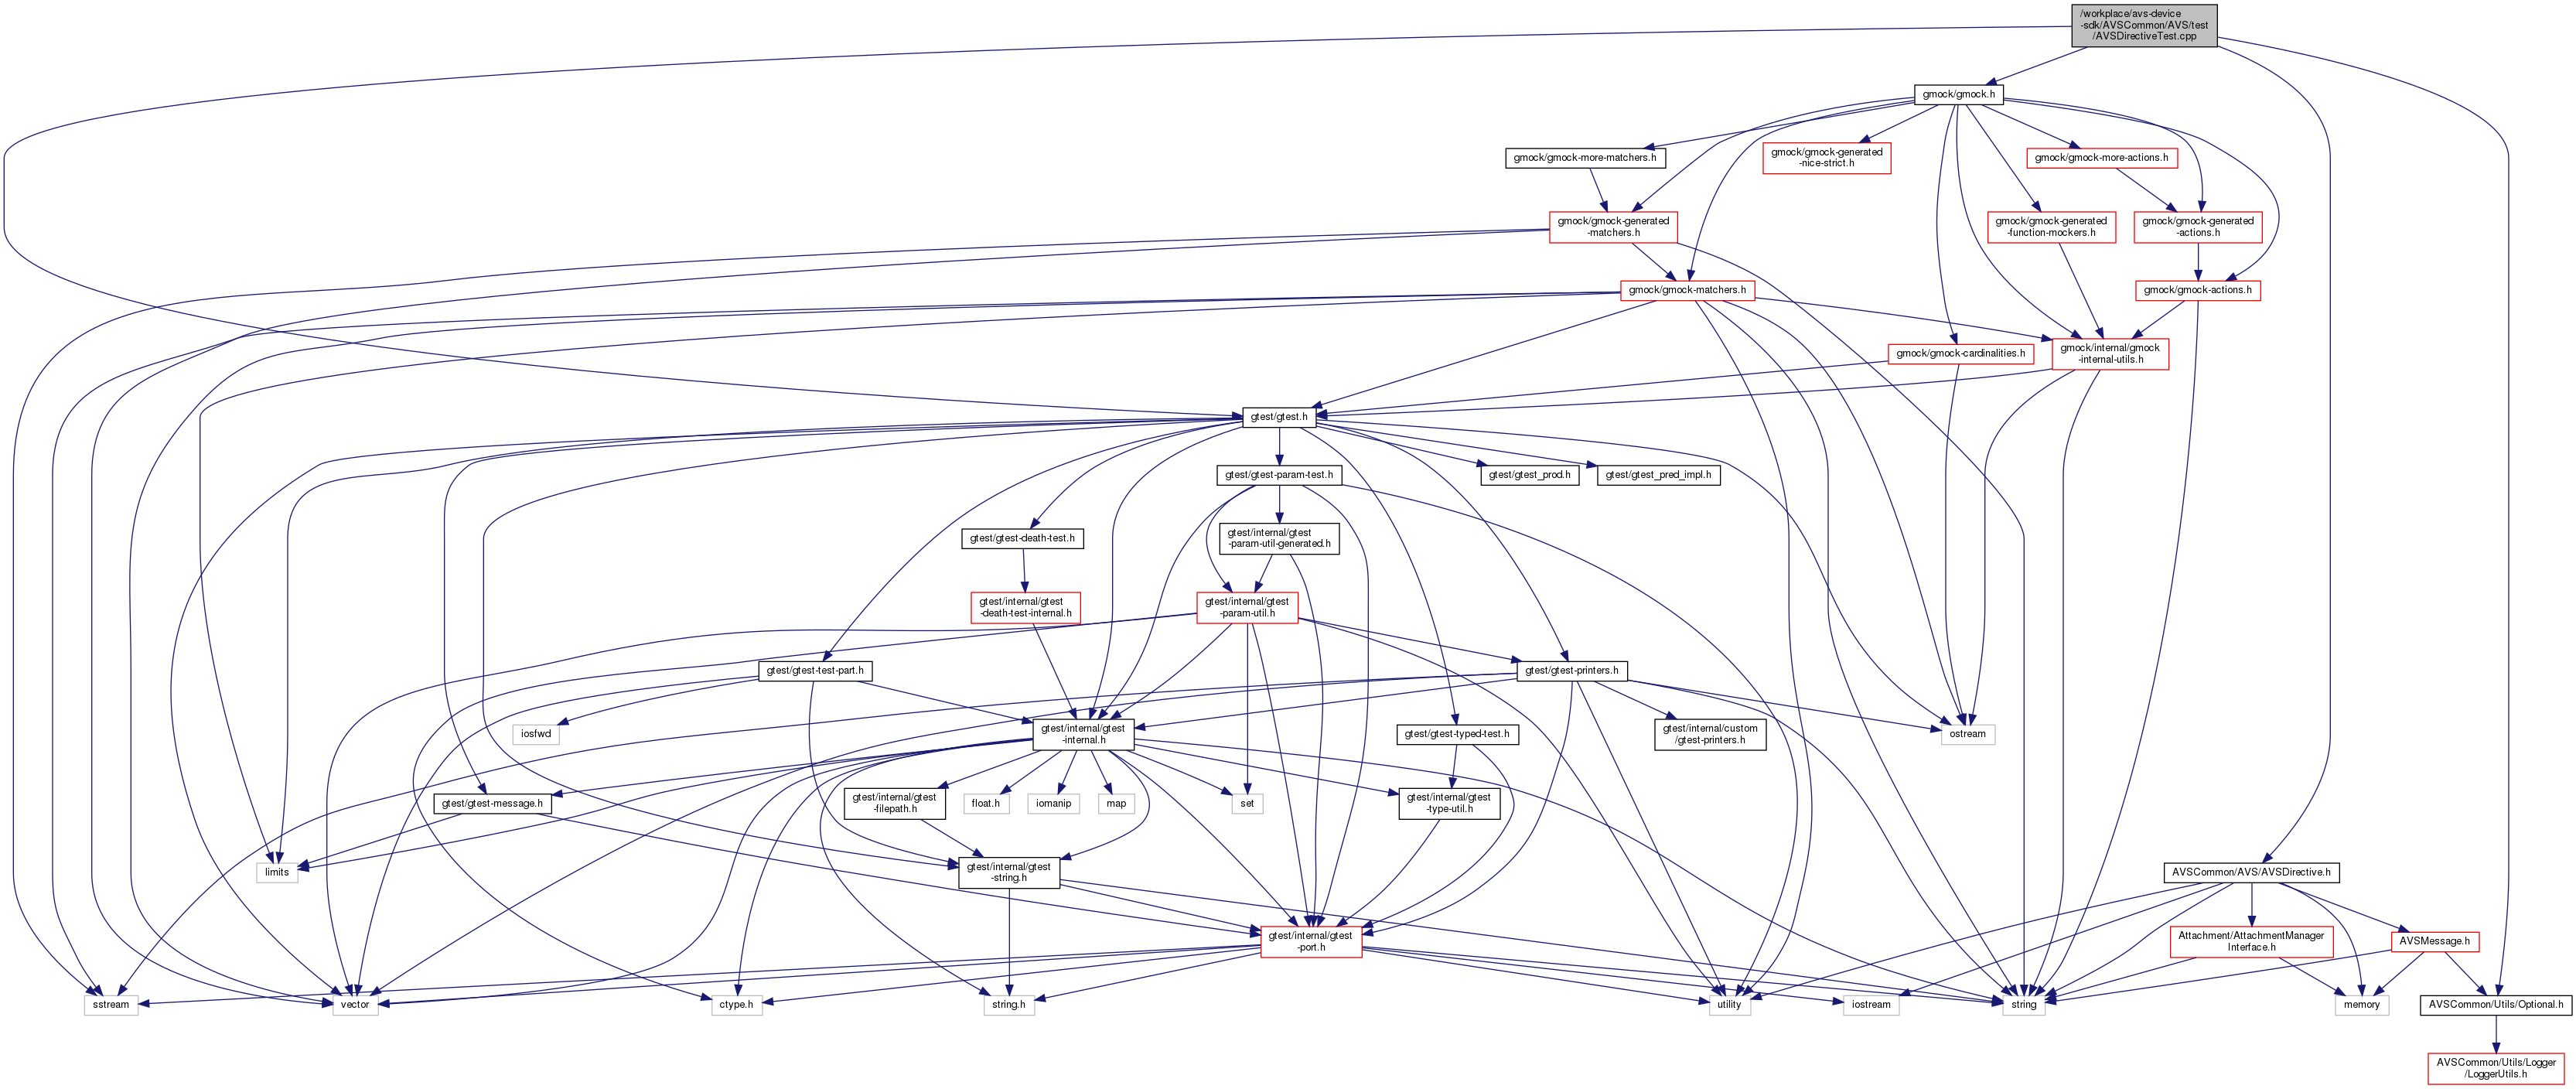 /workplace/avs-device
-sdk/AVSCommon/AVS/test
/AVSDirectiveTest.cpp
gmock/gmock.h
gmock/gmock-more-matchers.h
gmock/gmock-generated
-nice-strict.h
gmock/gmock-more-actions.h
gmock/gmock-generated
-matchers.h
gmock/gmock-generated
-function-mockers.h
gmock/gmock-generated
-actions.h
gmock/gmock-matchers.h
gmock/gmock-actions.h
gmock/gmock-cardinalities.h
gmock/internal/gmock
-internal-utils.h
gtest/gtest.h
gtest/gtest-param-test.h
gtest/gtest_prod.h
gtest/gtest_pred_impl.h
gtest/gtest-death-test.h
gtest/internal/gtest
-param-util-generated.h
gtest/internal/gtest
-death-test-internal.h
gtest/internal/gtest
-param-util.h
gtest/gtest-test-part.h
gtest/gtest-printers.h
iosfwd
gtest/internal/gtest
-internal.h
gtest/gtest-typed-test.h
gtest/internal/custom
/gtest-printers.h
ostream
gtest/gtest-message.h
gtest/internal/gtest
-filepath.h
float.h
iomanip
map
set
gtest/internal/gtest
-type-util.h
limits
gtest/internal/gtest
-string.h
AVSCommon/AVS/AVSDirective.h
gtest/internal/gtest
-port.h
Attachment/AttachmentManager
Interface.h
AVSMessage.h
sstream
vector
ctype.h
string.h
utility
iostream
string
memory
AVSCommon/Utils/Optional.h
AVSCommon/Utils/Logger
/LoggerUtils.h